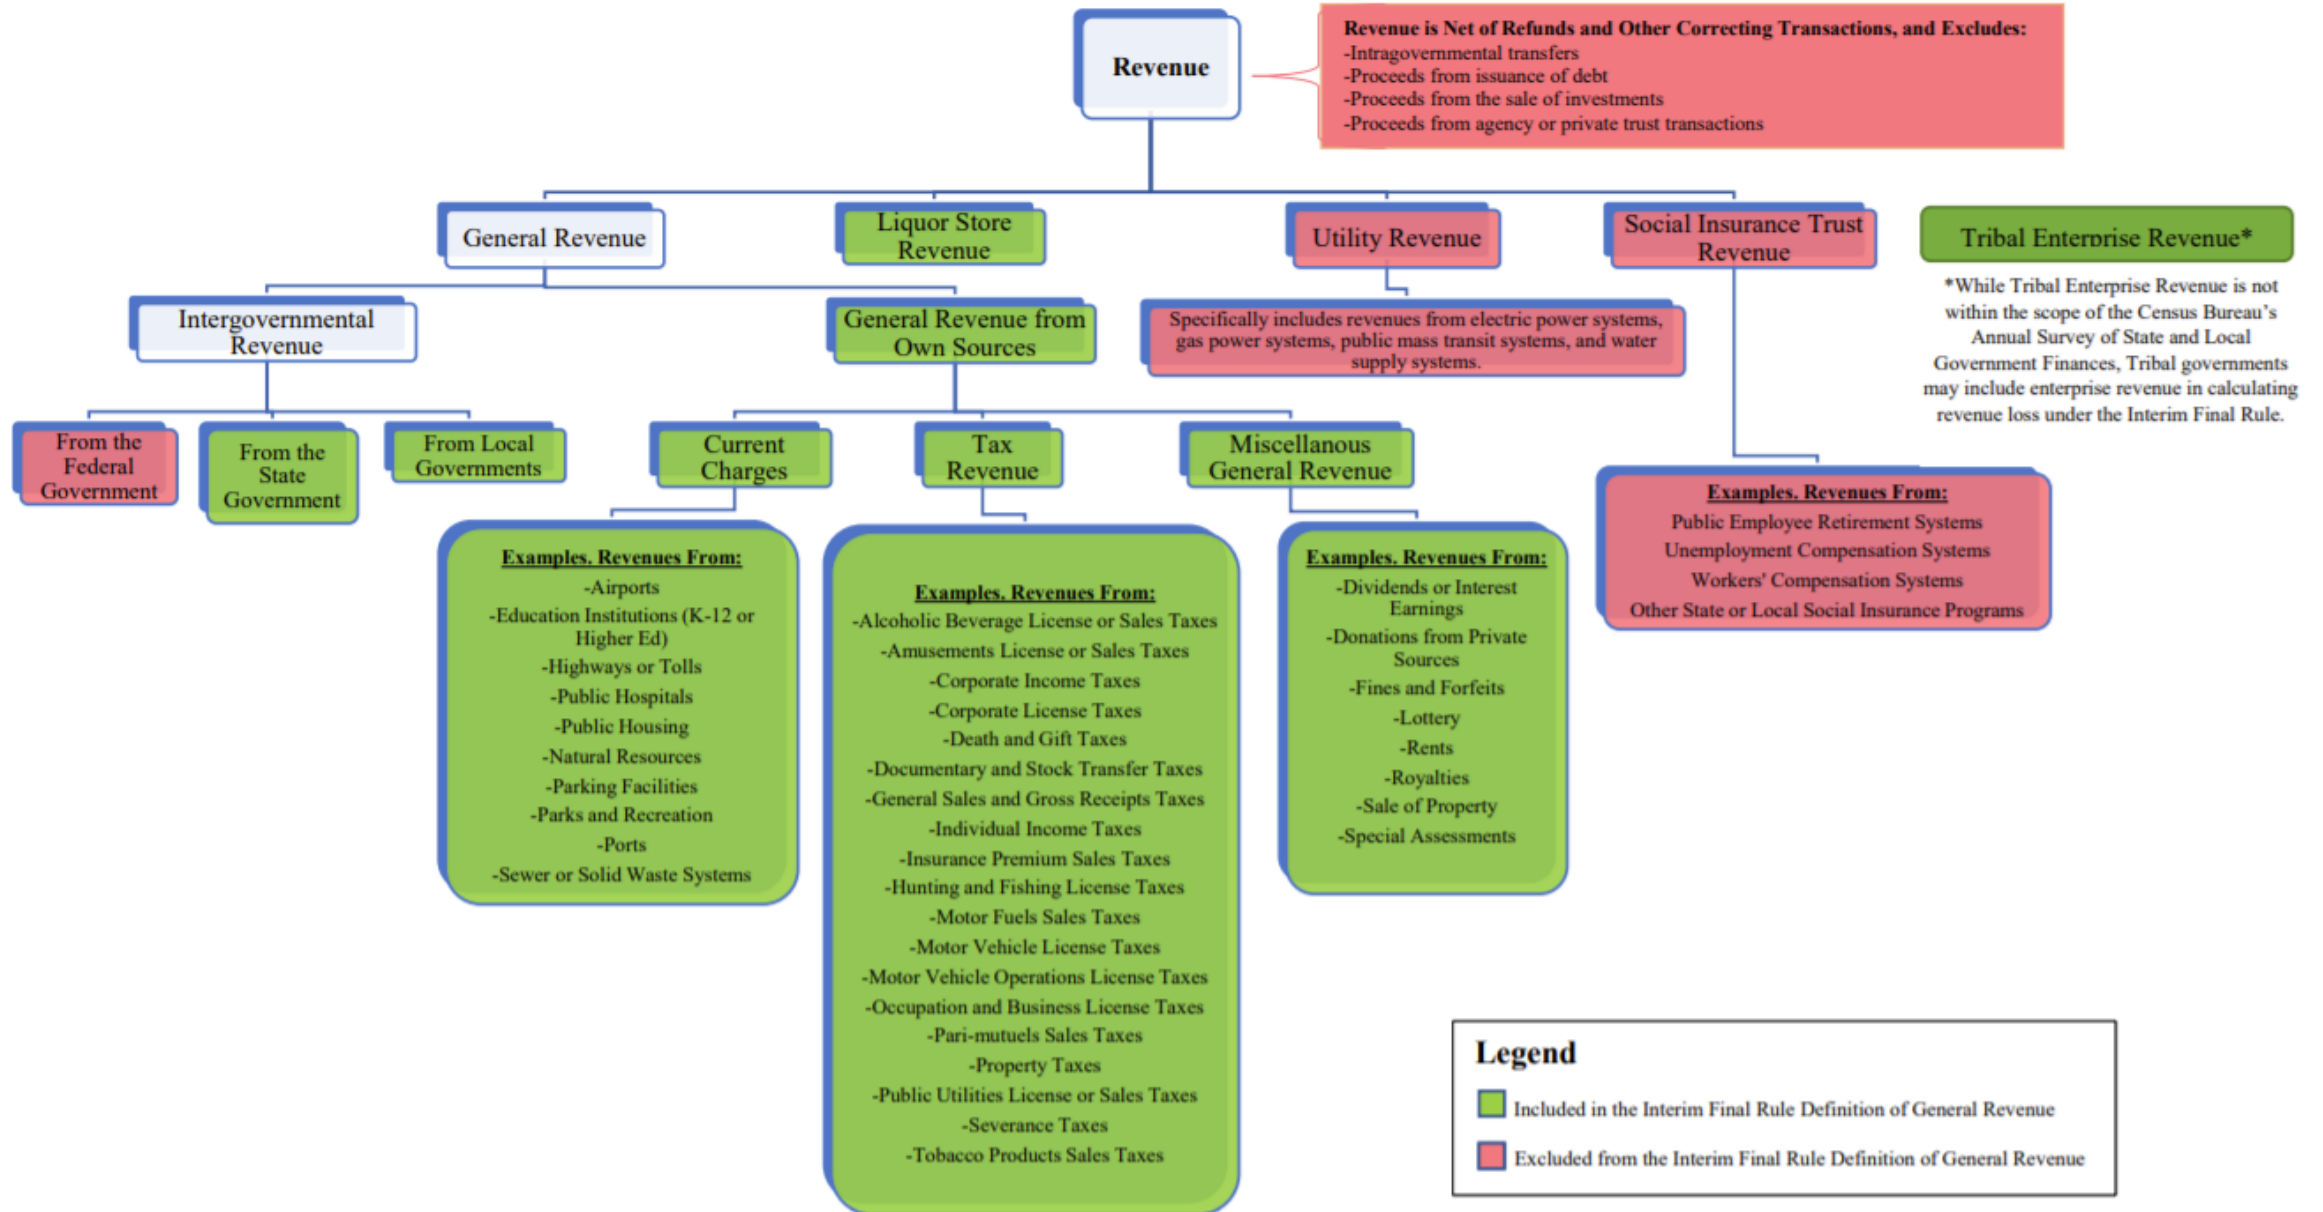 Revenue
Revenue is Net of Refunds and Other Correcting Transactions, and Excludes:
-Intragovernmental transfers
-Proceeds from issuance of debt
-Proceeds from the sale of investments
-Proceeds from agency or private trust transactions
General Revenue
Liquor Store
Revenue
Utility Revenue
Social Insurance Trust
Revenue
Tribal Enterprise Revenue*
*While Tribal Enterprise Revenue is not
within the scope of the Census Bureau's
Annual Survey of State and Local
Government Finances, Tribal governments
may include enterprise revenue in calculating
revenue loss under the Interim Final Rule.
Intergovernmental
Revenue
General Revenue from
Own Sources
Specifically includes revenues from electric power systems,
gas power systems, public mass transit systems, and water
supply systems.
From the
Federal
Government
From the
State
Government
From Local
Governments
Current
Charges
Tax
Revenue
Miscellanous
General Revenue
Examples. Revenues From:
-Airports
-Education Institutions (K-12 or
Higher Ed)
-Highways or Tolls
-Public Hospitals
-Public Housing
-Natural Resources
-Parking Facilities
-Parks and Recreation
-Ports
-Sewer or Solid Waste Systems
Examples. Revenues From:
-Alcoholic Beverage License or Sales Taxes
-Amusements License or Sales Taxes
-Corporate Income Taxes
-Corporate License Taxes
-Death and Gift Taxes
-Documentary and Stock Transfer Taxes
-General Sales and Gross Receipts Taxes
-Individual Income Taxes
-Insurance Premium Sales Taxes
-Hunting and Fishing License Taxes
-Motor Fuels Sales Taxes
-Motor Vehicle License Taxes
-Motor Vehicle Operations License Taxes
-Occupation and Business License Taxes
-Pari-mutuels Sales Taxes
-Property Taxes
-Public Utilities License or Sales Taxes
-Severance Taxes
-Tobacco Products Sales Taxes
Examples. Revenues From:
-Dividends or Interest
Earnings
-Donations from Private
Sources
-Fines and Forfeits
-Lottery
-Rents
-Royalties
-Sale of Property
-Special Assessments
Examples. Revenues From:
Public Employee Retirement Systems
Unemployment Compensation Systems
Workers' Compensation Systems
Other State or Local Social Insurance Programs
Legend
Included in the Interim Final Rule Definition of General Revenue
Excluded from the Interim Final Rule Definition of General Revenue